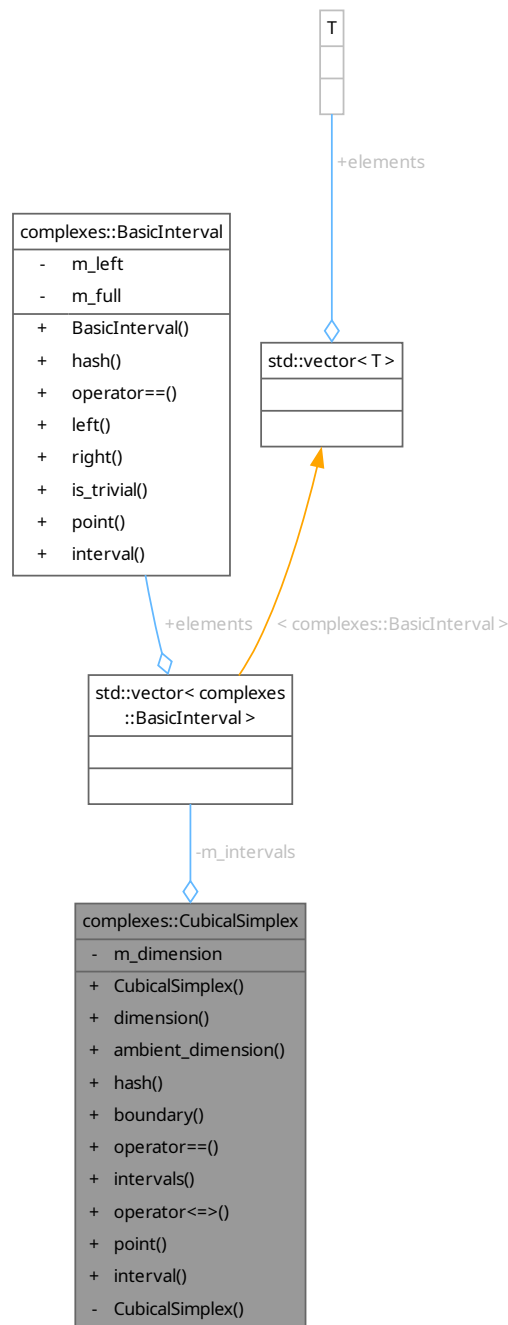 T
+elements
complexes::BasicInterval
- m_left
- m_full
+ BasicInterval()
+ hash()
+ operator==()
+ left()
+ right()
+ is_trivial()
+ point()
+ interval()
std::vector< T >
+elements
< complexes::BasicInterval >
std::vector< complexes
::BasicInterval >
-m_intervals
complexes::CubicalSimplex
- m_dimension
+ CubicalSimplex()
+ dimension()
+ ambient_dimension()
+ hash()
+ boundary()
+ operator==()
+ intervals()
+ operator<=>()
+ point()
+ interval()
- CubicalSimplex()